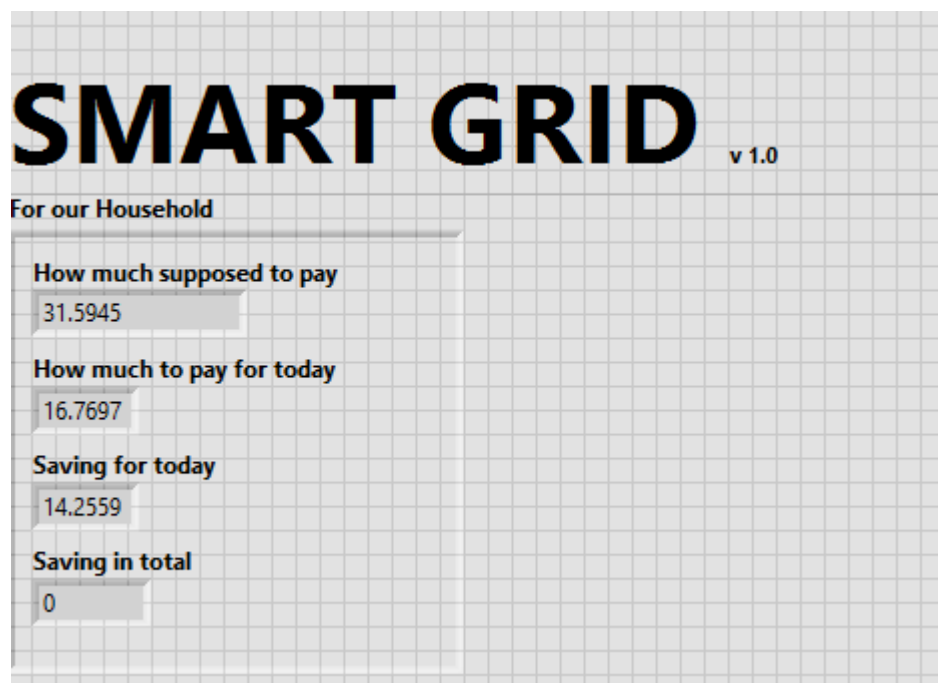 SMART GRID v 1.0
For our Household
How much supposed to pay
31.5945
How much to pay for today
16.7697
Saving for today
14.2559
Saving in total
0